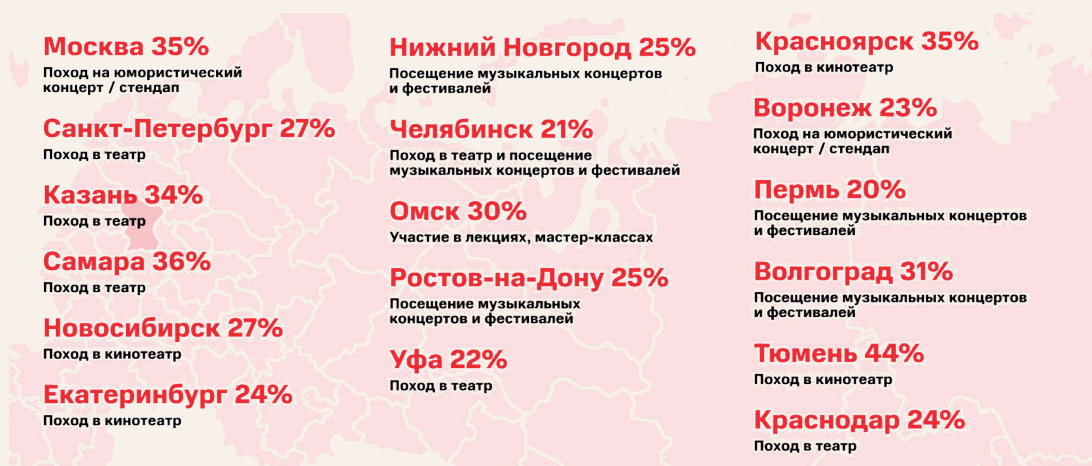 Москва 35%
Поход на юмористический
концерт / стендап
Санкт-Петербург 27%
Поход в театр
Казань 34%
Поход в театр
Самара 36%
Поход в театр
Новосибирск 27%
Поход в кинотеатр
Екатеринбург 24%
Поход в кинотеатр
Нижний Новгород 25%
Посещение музыкальных концертов
и фестивалей
Челябинск 21%
Поход в театр и посещение
музыкальных концертов и фестивалей
Омск 30%
Участие в лекциях, мастер-классах
Ростов-на-Дону 25%
Посещение музыкальных
концертов и фестивалей
Уфа 22%
Поход в театр
Красноярск 35%
Поход в кинотеатр
Воронеж 23%
Поход на юмористический
концерт / стендап
Пермь 20%
Посещение музыкальных концертов
и фестивалей
Волгоград 31%
Посещение музыкальных концертов
и фестивалей
Тюмень 44%
Поход в кинотеатр
Краснодар 24%
Поход в театр